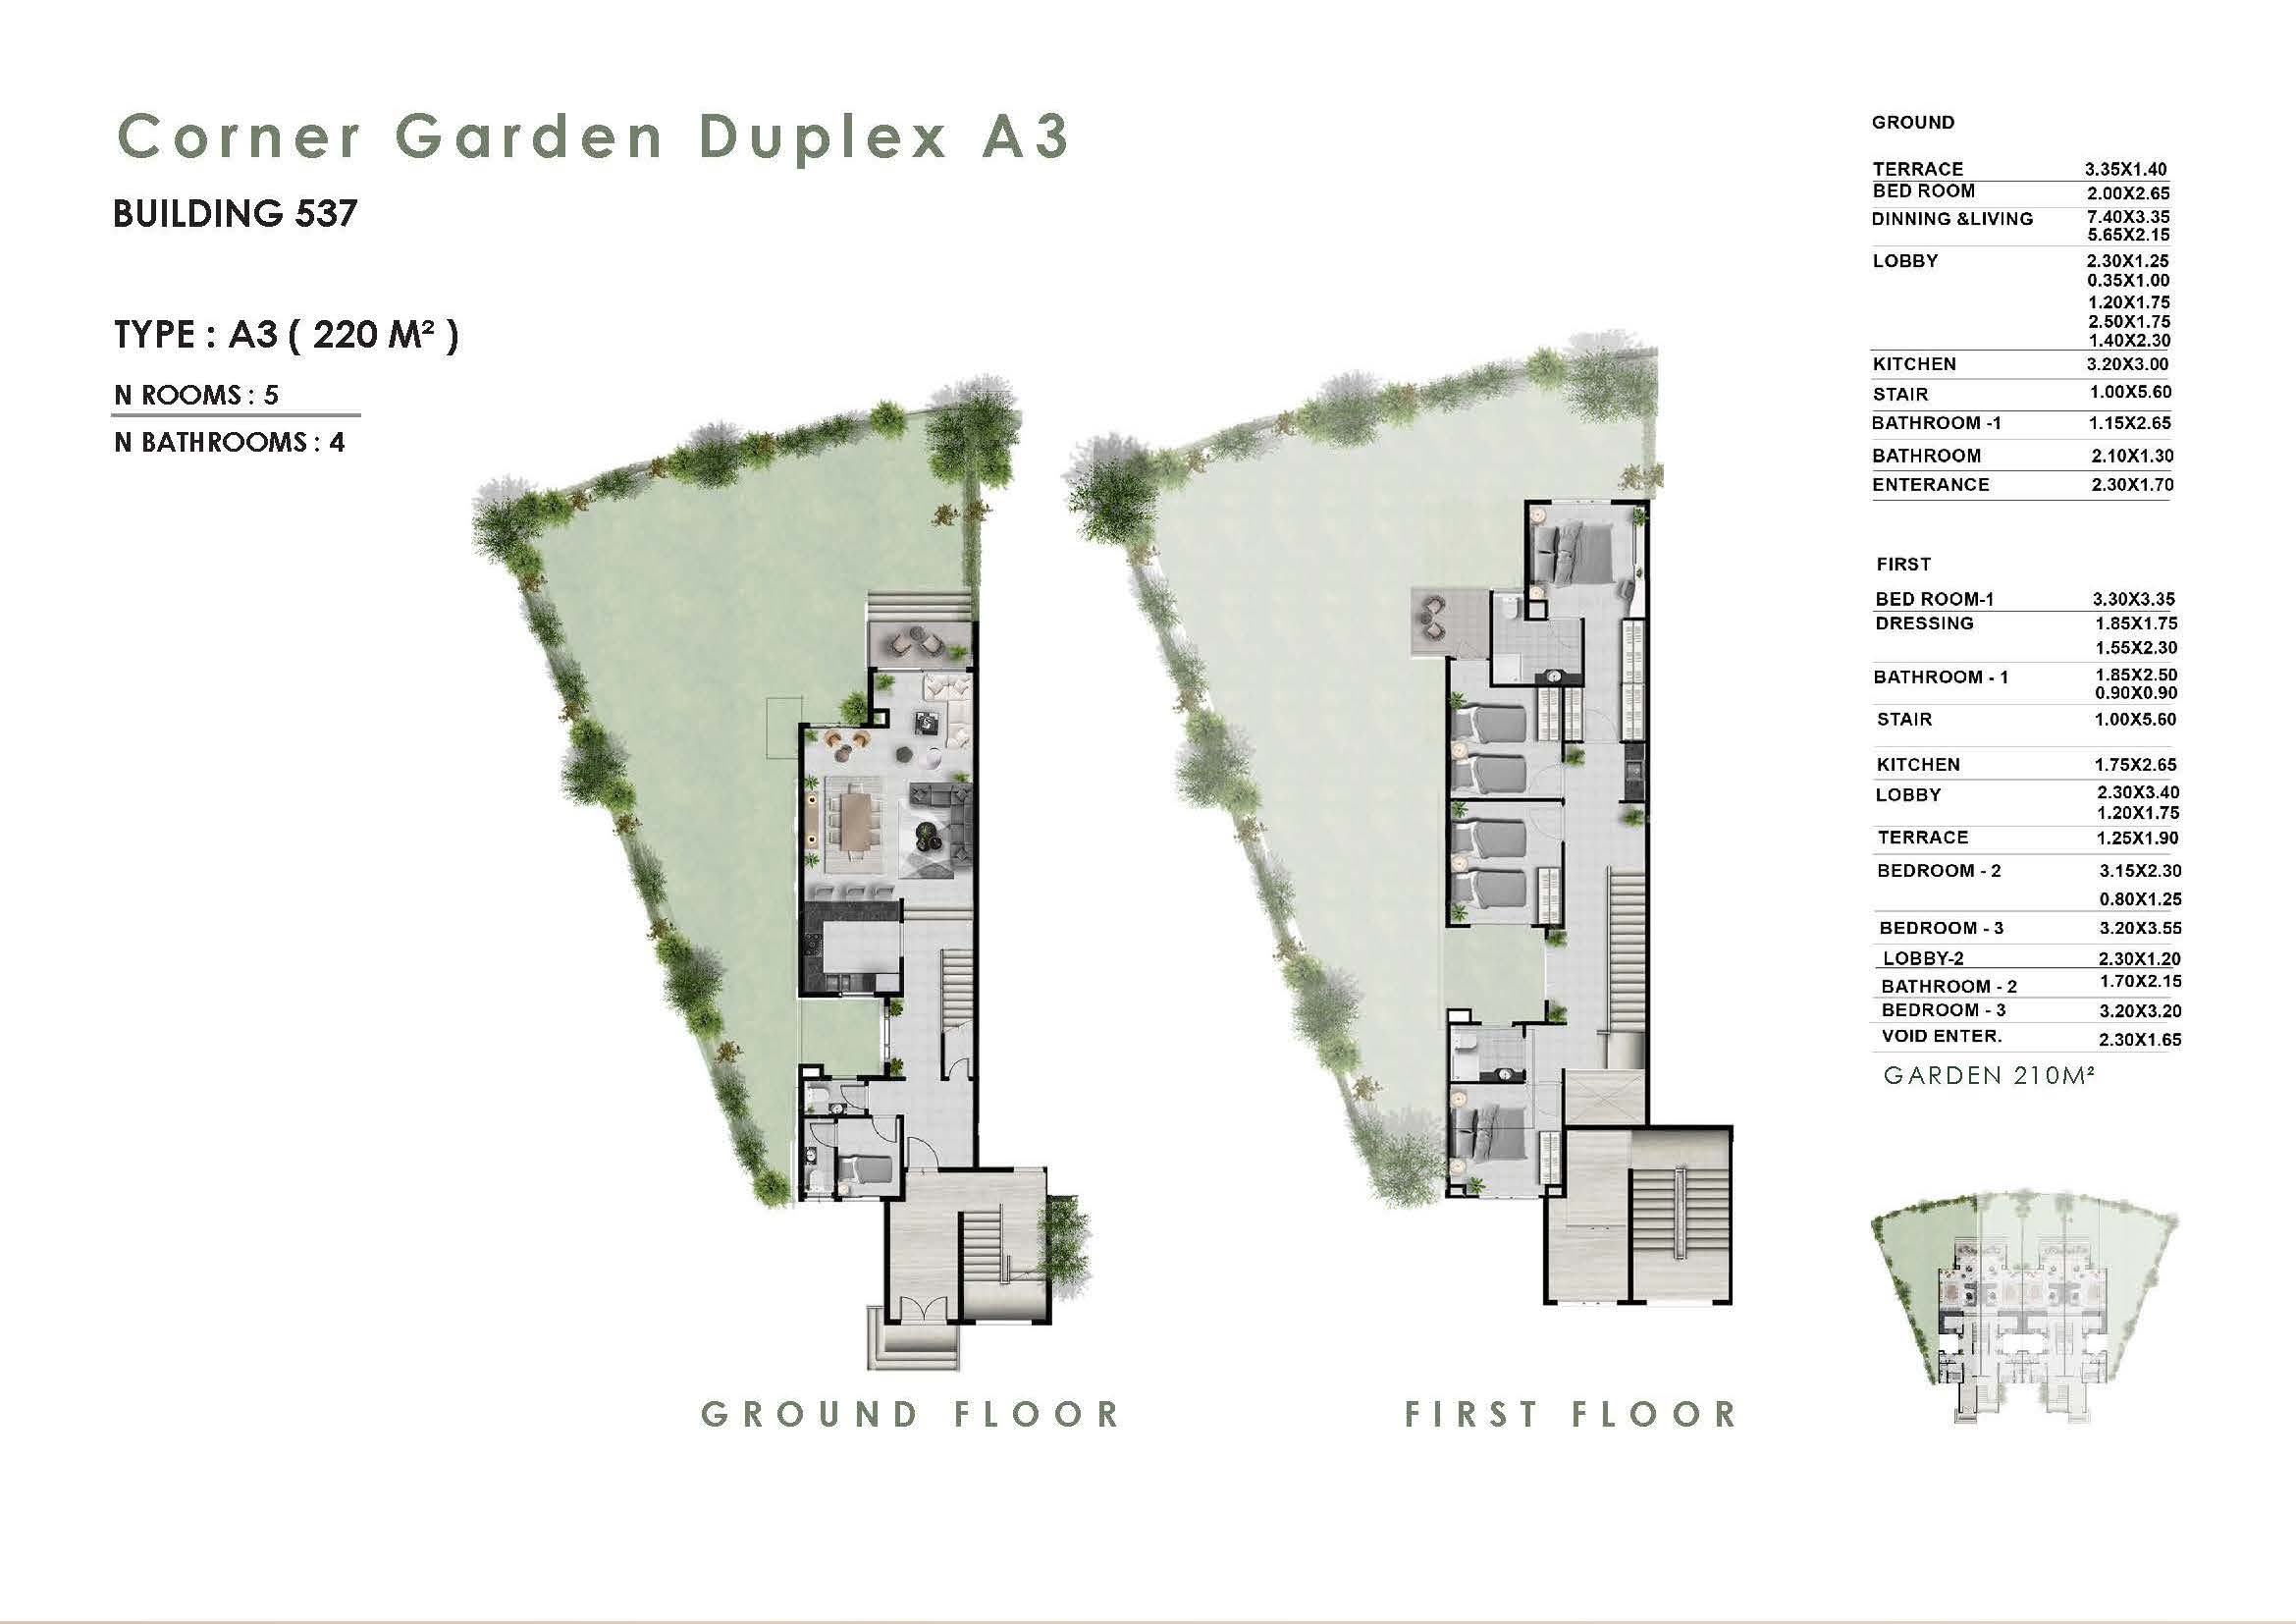 Corner Garden Duplex A3
BUILDING 537
TYPE : A3 ( 220 M² )
N ROOMS : 5
N BATHROOMS : 4
GROUND
TERRACE 3.35X1.40
BED ROOM 2.00X2.65
DINNING &LIVING 7.40X3.35
5.65X2.15
LOBBY 2.30X1.25
0.35X1.00
1.20X1.75
2.50X1.75
1.40X2.30
KITCHEN 3.20X3.00
STAIR 1.00X5.60
BATHROOM -1 1.15X2.65
BATHROOM 2.10X1.30
ENTERANCE 2.30X1.70
FIRST
BED ROOM-1 3.30X3.35
DRESSING 1.85X1.75
1.55X2.30
BATHROOM - 1 1.85X2.50
0.90X0.90
STAIR 1.00X5.60
KITCHEN 1.75X2.65
LOBBY 2.30X3.40
1.20X1.75
TERRACE 1.25X1.90
BEDROOM - 2 3.15X2.30
0.80X1.25
BEDROOM - 3 3.20X3.55
LOBBY-2 2.30X1.20
BATHROOM - 2 1.70X2.15
BEDROOM - 3 3.20X3.20
VOID ENTER. 2.30X1.65
GARDEN 210M²
GROUND FLOOR
FIRST FLOOR